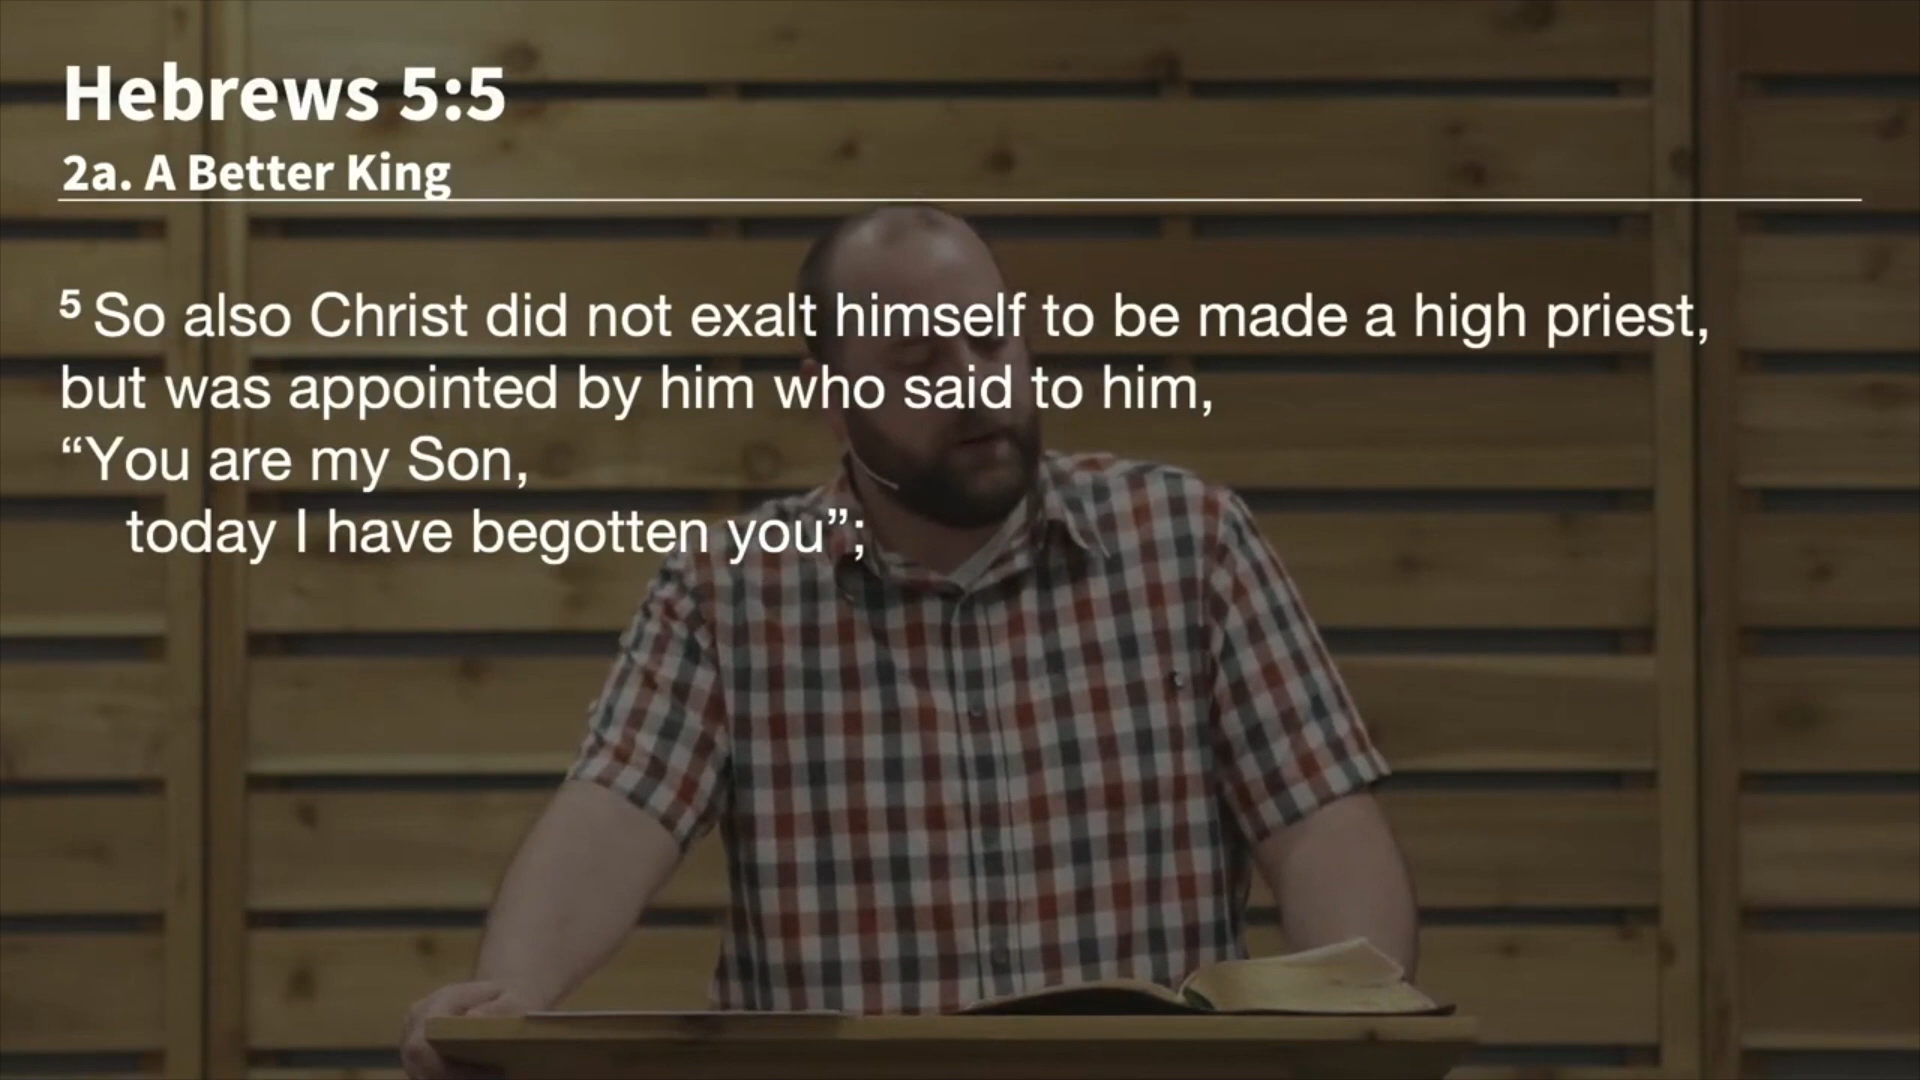 Hebrews 5:5
2a. A Better King
5 So also Christ did not exalt himself to be made a high priest,
but was appointed by him who said to him,
“You are my Son,
today I have begotten you”;